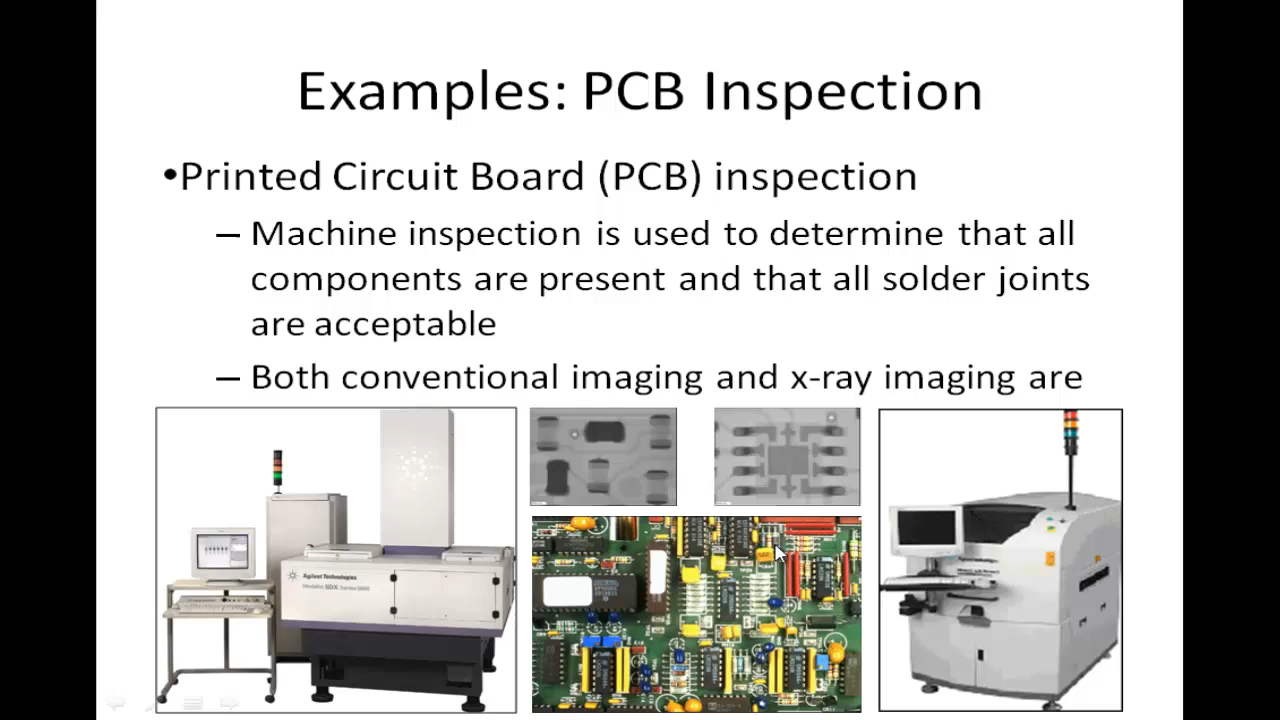 Examples: PCB Inspection
•Printed Circuit Board (PCB) inspection
– Machine inspection is used to determine that all
components are present and that all solder joints
are acceptable
– Both conventional imaging and x-ray imaging are
Agilent Technologies